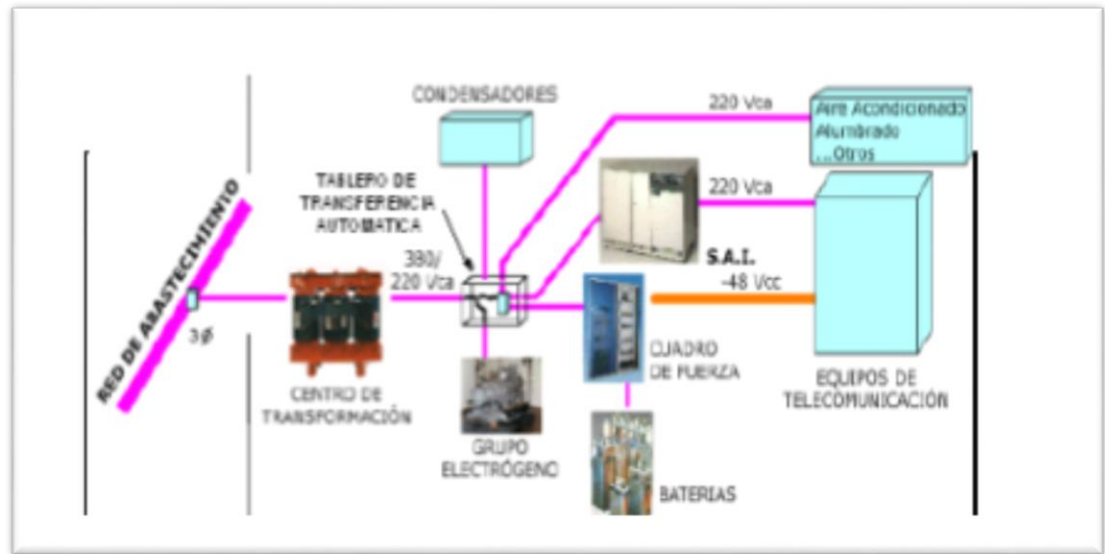 CONDENSADORES
220 Vca
Aire Acondicionado
Alumbrado
...Otros
TABLERO DE
TRANSFERENCIA
AUTOMATICA
220 Vca
RED DE ABASTECIMIENTO
380/
220 Vca
S.A.I.
-48 Vcc
3Ø
CUADRO
DE FUERZA
CENTRO DE
TRANSFORMACIÓN
EQUIPOS DE
TELECOMUNICACIÓN
GRUPO
ELECTRÓGENO
BATERIAS